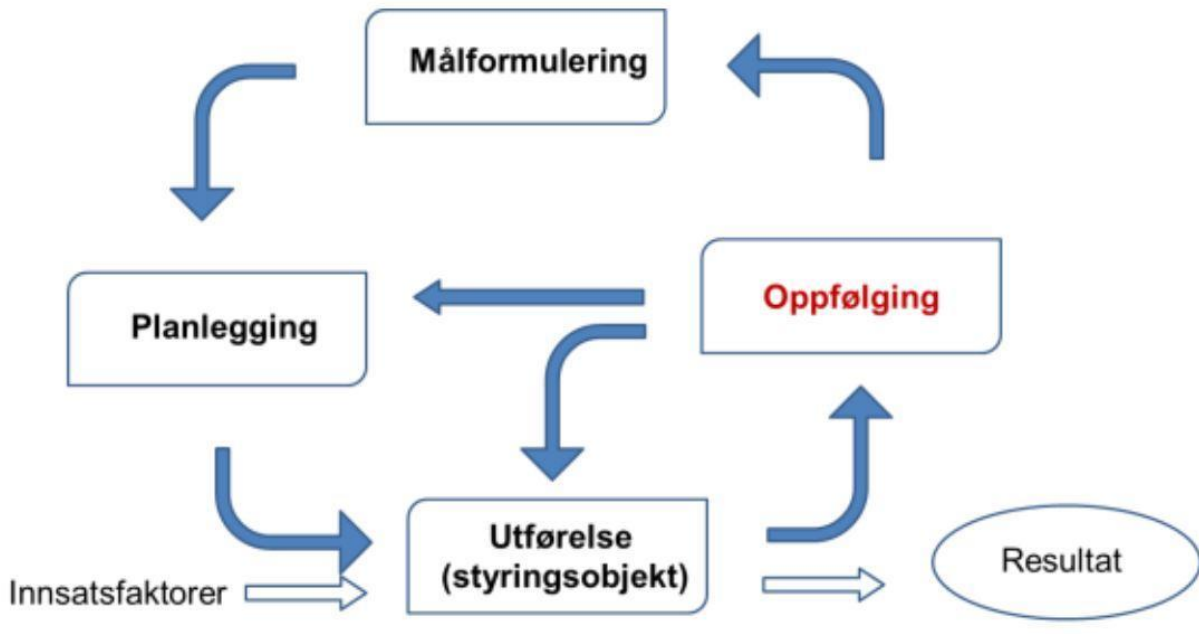 Målformulering
Oppfølging
Planlegging
Utførelse
(styringsobjekt)
Innsatsfaktorer
Resultat